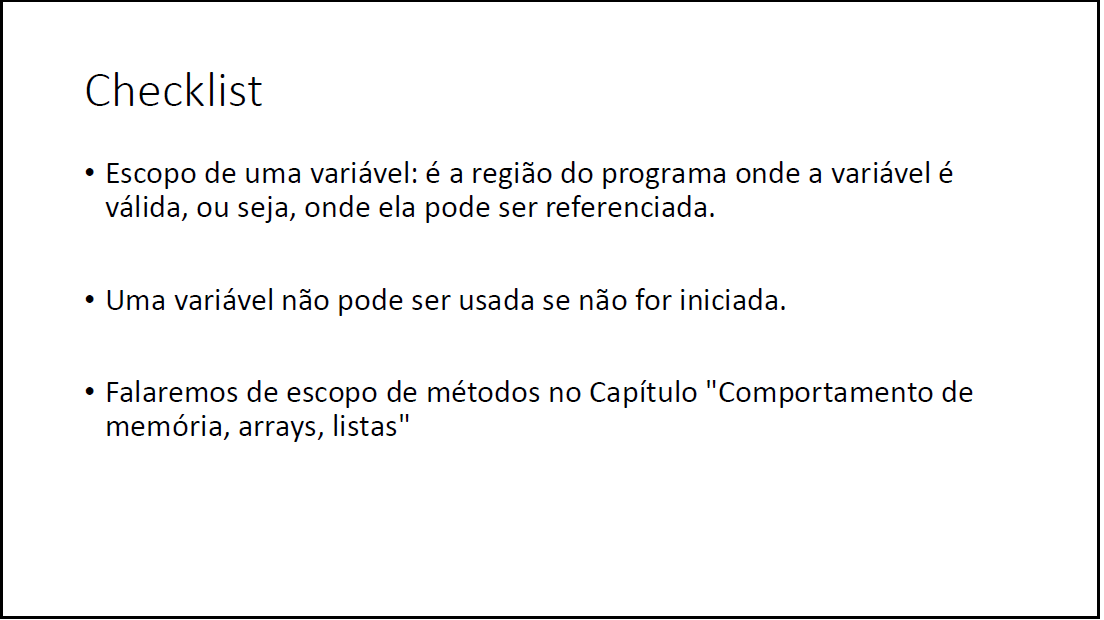 Checklist
• Escopo de uma variável: é a região do programa onde a variável é
válida, ou seja, onde ela pode ser referenciada.
• Uma variável não pode ser usada se não for iniciada.
• Falaremos de escopo de métodos no Capítulo "Comportamento de
memória, arrays, listas"